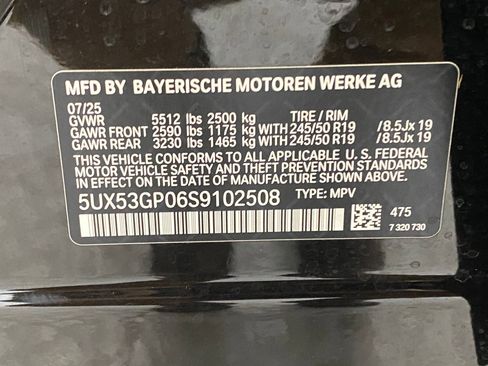 MFD BY BAYERISCHE MOTOREN WERKE AG
07/25
GVWR 5512 lbs 2500 kg TIRE / RIM
GAWR FRONT 2590 lbs 1175 kg WITH 245/50 R19 /8.5Jx 19
GAWR REAR 3230 lbs 1465 kg WITH 245/50 R19 /8.5Jx 19
THIS VEHICLE CONFORMS TO ALL APPLICABLE U. S. FEDERAL
MOTOR VEHICLE SAFETY AND THEFT PREVENTION STANDARDS
IN EFFECT ON THE DATE OF MANUFACTURE SHOWN ABOVE.
5UX53GP06S9102508 TYPE: MPV
475
7 320 730